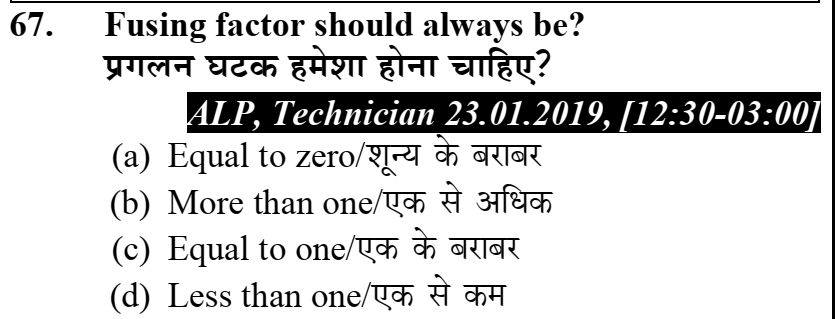 67. Fusing factor should always be?
प्रगलन घटक हमेशा होना चाहिए?
ALP, Technician 23.01.2019, [12:30-03:00]
(a) Equal to zero/शून्य के बराबर
(b) More than one/एक से अधिक
(c) Equal to one/एक के बराबर
(d) Less than one/एक से कम